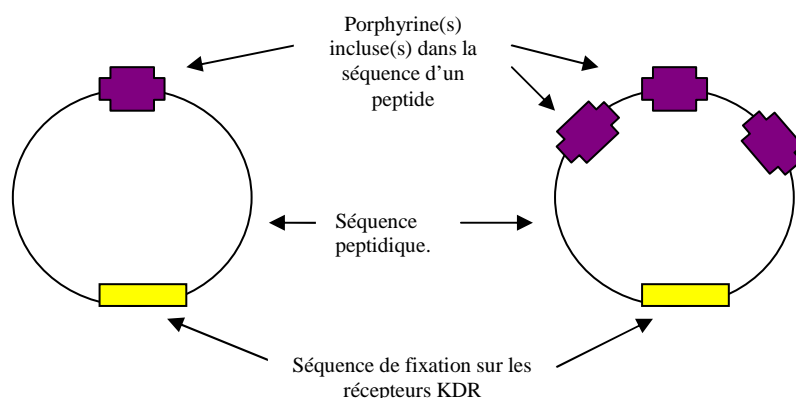 Porphyrine(s)
incluse(s) dans la
séquence d’un
peptide
Séquence
peptidique.
Séquence de fixation sur les
récepteurs KDR